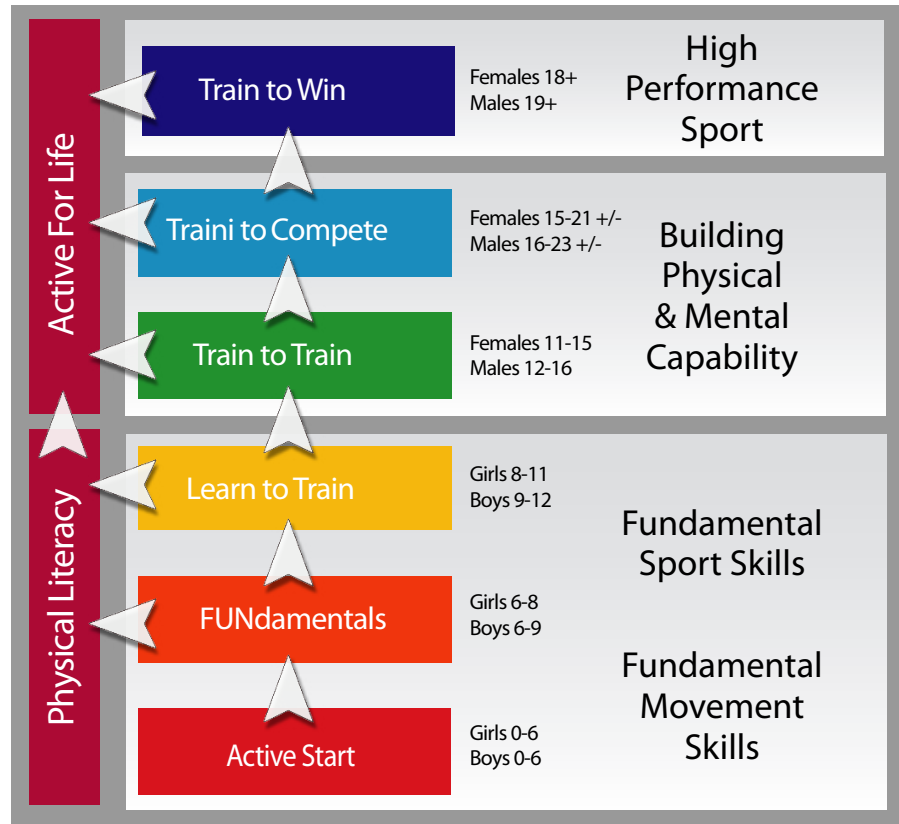 Active For Life
Physical Literacy
Train to Win
Females 18+
Males 19+
High
Performance
Sport
Traini to Compete
Females 15-21 +/-
Males 16-23 +/-
Train to Train
Females 11-15
Males 12-16
Building
Physical
& Mental
Capability
Learn to Train
Girls 8-11
Boys 9-12
Fundamental
Sport Skills
FUNdamentals
Girls 6-8
Boys 6-9
Active Start
Girls 0-6
Boys 0-6
Fundamental
Movement
Skills